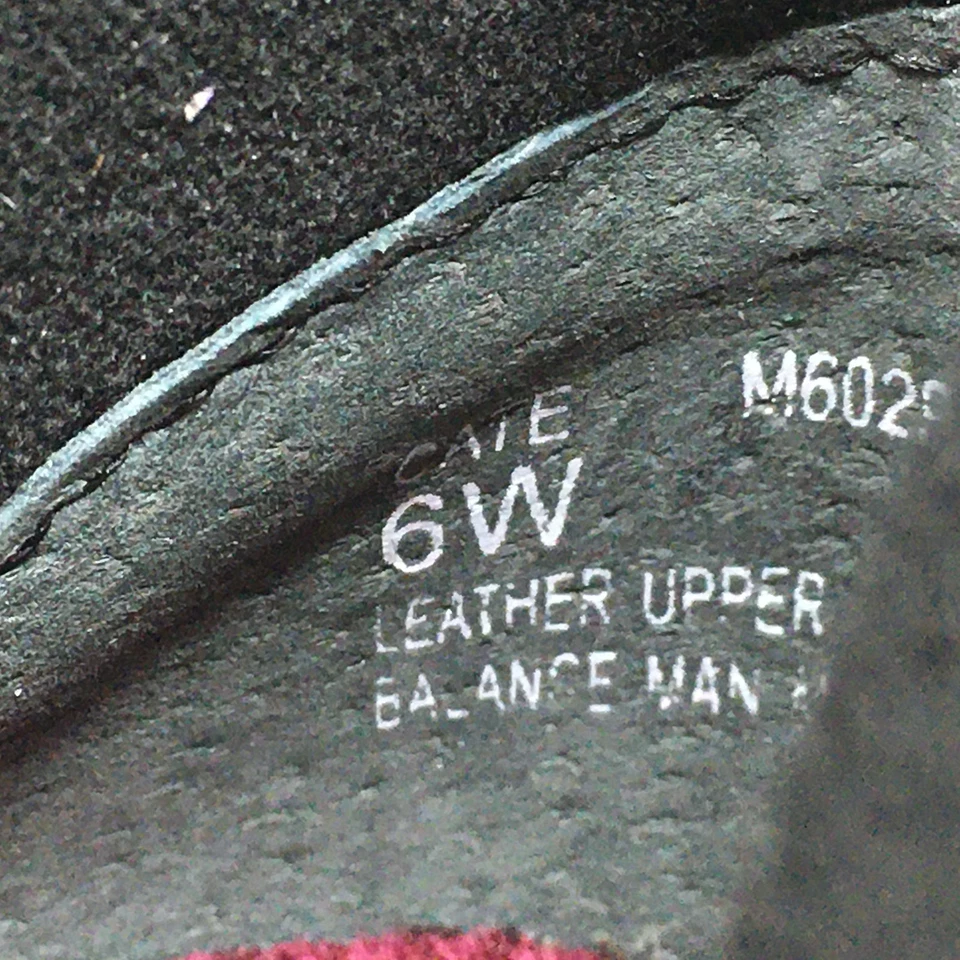 M602
6W
LEATHER UPPER
BALANCE MAN